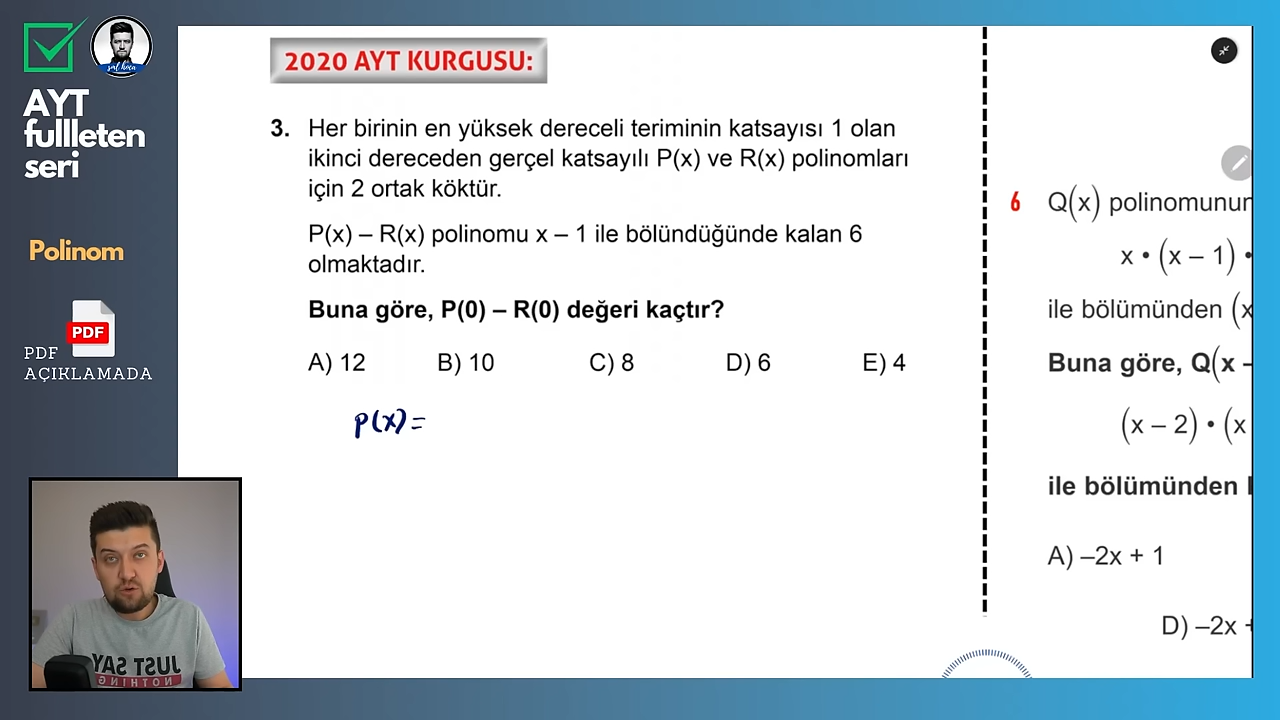 AYT
fullleten
seri
Polinom
PDF
PDF
AÇIKLAMADA
2020 AYT KURGUSU:
3. Her birinin en yüksek dereceli teriminin katsayısı 1 olan
ikinci dereceden gerçel katsayılı P(x) ve R(x) polinomları
için 2 ortak köktür.
P(x) – R(x) polinomu x – 1 ile bölündüğünde kalan 6
olmaktadır.
Buna göre, P(0) – R(0) değeri kaçtır?
A) 12 B) 10 C) 8 D) 6 E) 4
P(x) =
6 Q(x) polinomunun
x • (x – 1) •
ile bölümünden (x
Buna göre, Q(x –
(x – 2) • (x
ile bölümünden
A) –2x + 1
D) –2x +
JUST SAY
NOTHING